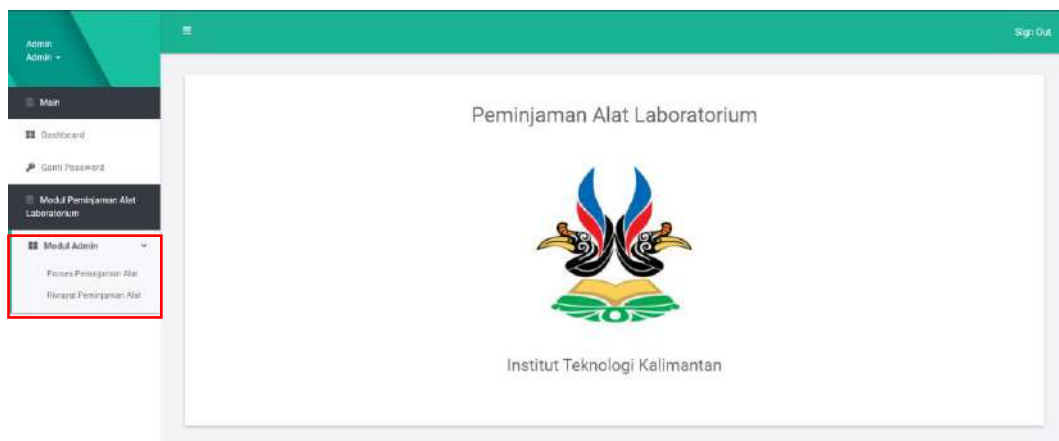 Admin
Admin
Sign Out
Main
Dashboard
Ganti Password
Modul Peminjaman Alat
Laboratorium
Modul Admin
Proses Peminjaman Alat
Riwayat Peminjaman Alat
Peminjaman Alat Laboratorium
Institut Teknologi Kalimantan